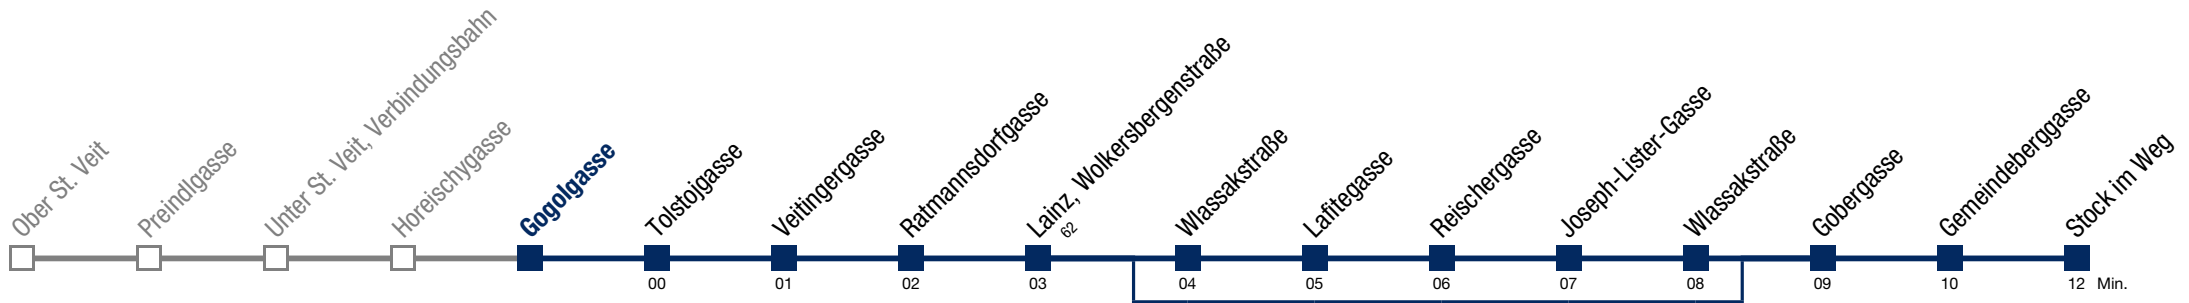 Ober St. Veit
Preindlgasse
Unter St. Veit, Verbindungsbahn
Horeischygasse
Gogolgasse
Tolstojgasse
Veitingergasse
Ratmannsdorfgasse
Lainz, Wolkersbergenstraße
62
Wlassakstraße
Lafitegasse
Reischergasse
Joseph-Lister-Gasse
Wlassakstraße
Gobergasse
Gemeindeberggasse
Stock im Weg
00 01 02 03 04 05 06 07 08 09 10 12 Min.